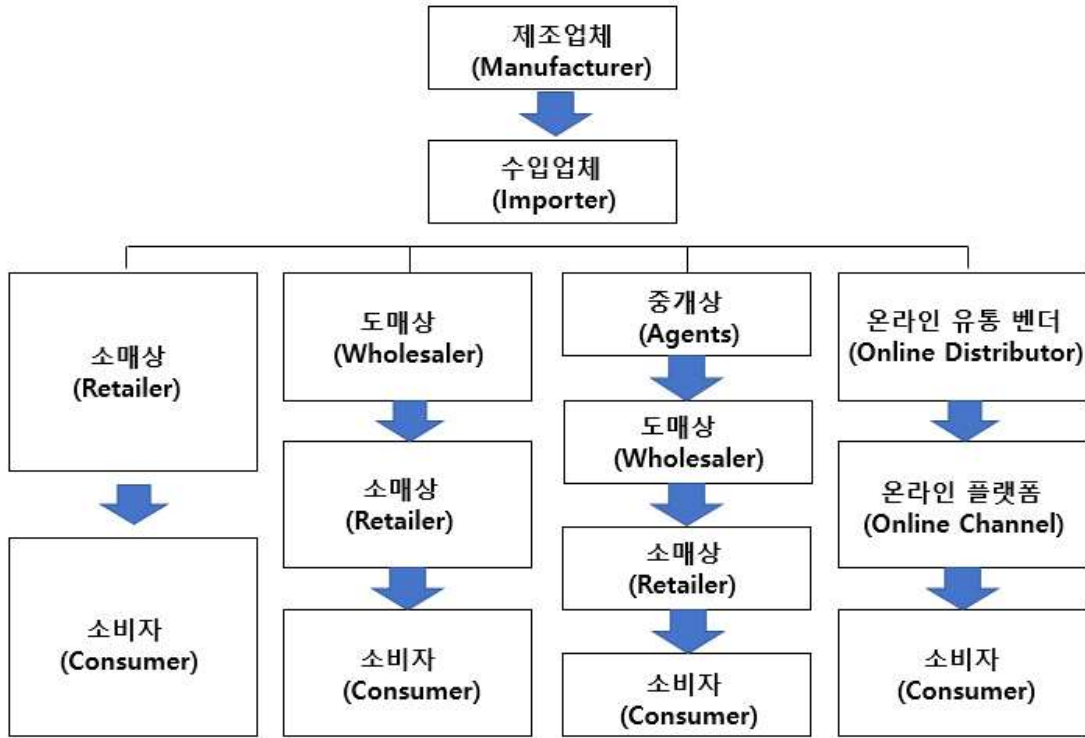 제조업체
(Manufacturer)
수입업체
(Importer)
소매상
(Retailer)
소비자
(Consumer)
도매상
(Wholesaler)
소매상
(Retailer)
소비자
(Consumer)
중개상
(Agents)
도매상
(Wholesaler)
소매상
(Retailer)
소비자
(Consumer)
온라인 유통 벤더
(Online Distributor)
온라인 플랫폼
(Online Channel)
소비자
(Consumer)